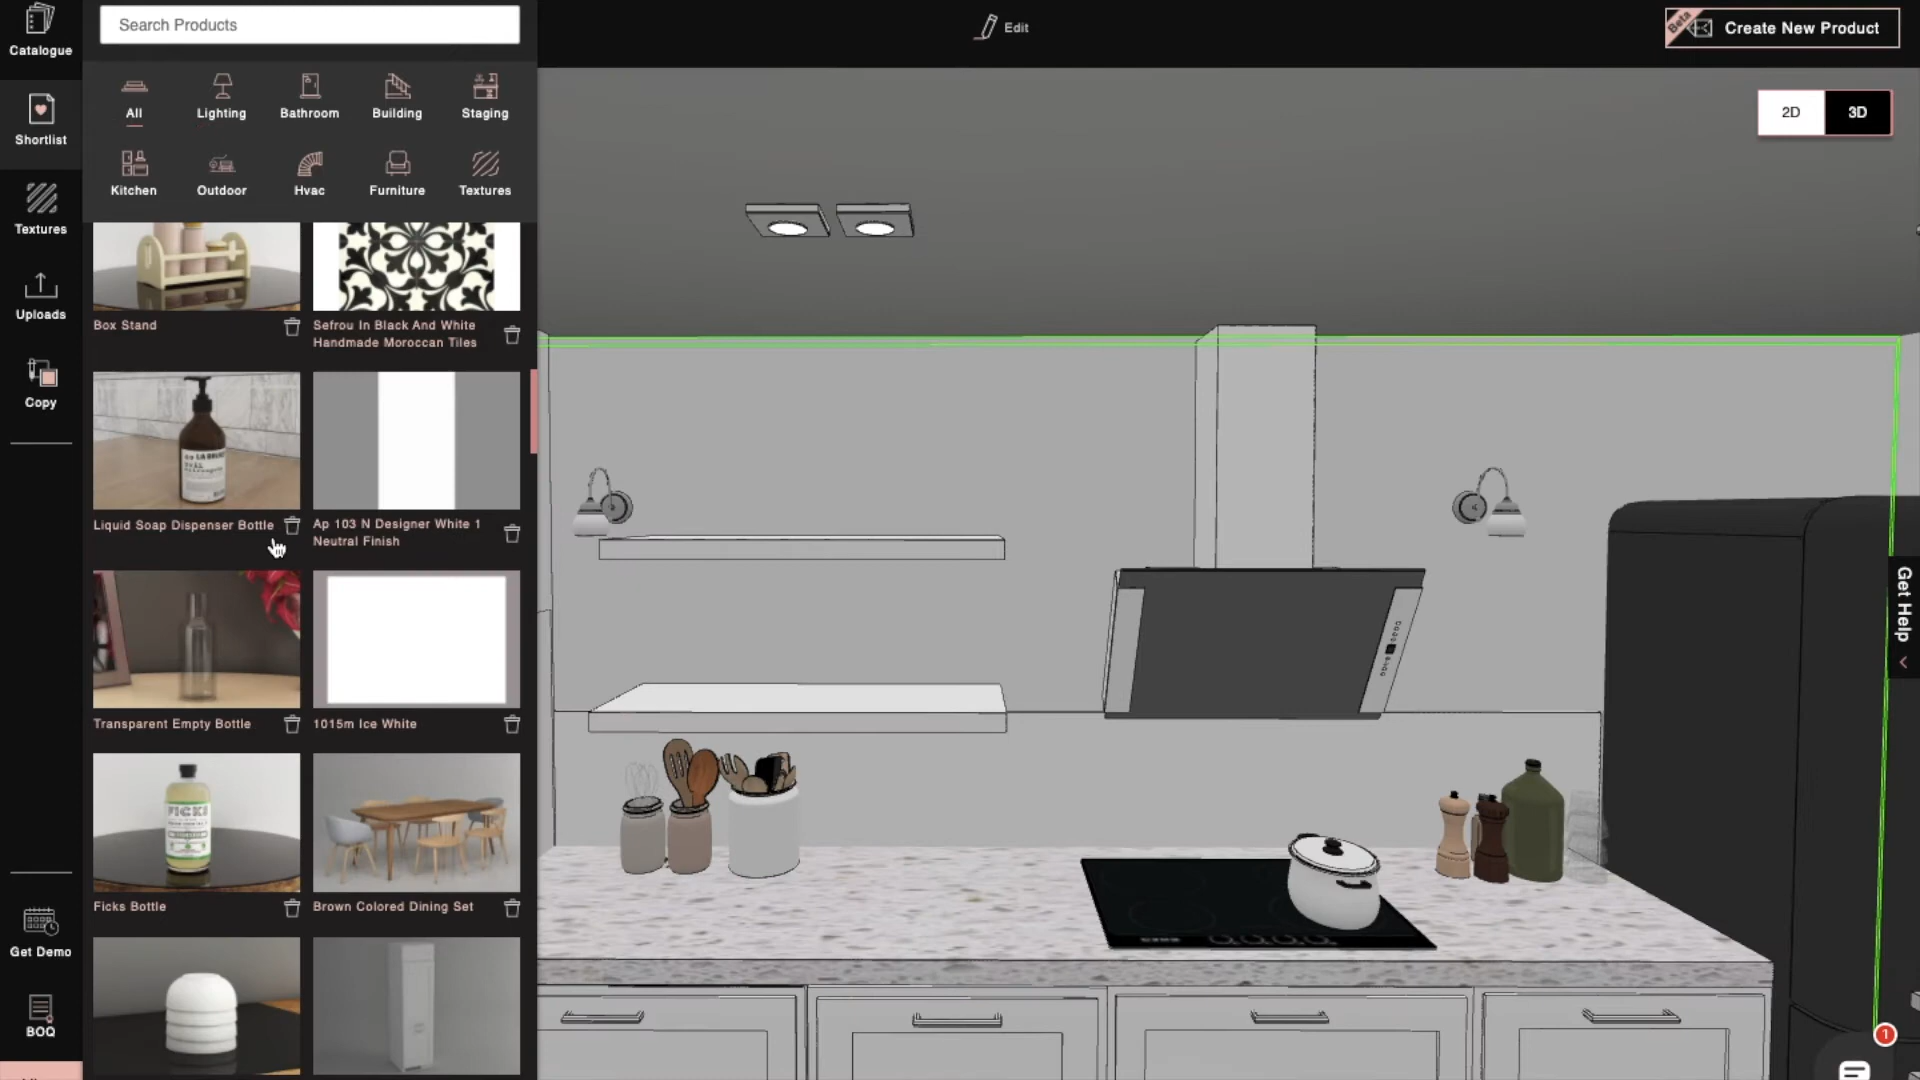 Search Products
Edit
Beta
Create New Product
Catalogue
2D
3D
All
Lighting
Bathroom
Building
Staging
Shortlist
Kitchen
Outdoor
Hvac
Furniture
Textures
Textures
Uploads
Box Stand
Sefrou In Black And White
Handmade Moroccan Tiles
Copy
Liquid Soap Dispenser Bottle
Ap 103 N Designer White 1
Neutral Finish
Get Help
Transparent Empty Bottle
1015m Ice White
FICKS
Ficks Bottle
Brown Colored Dining Set
Get Demo
BOQ
1